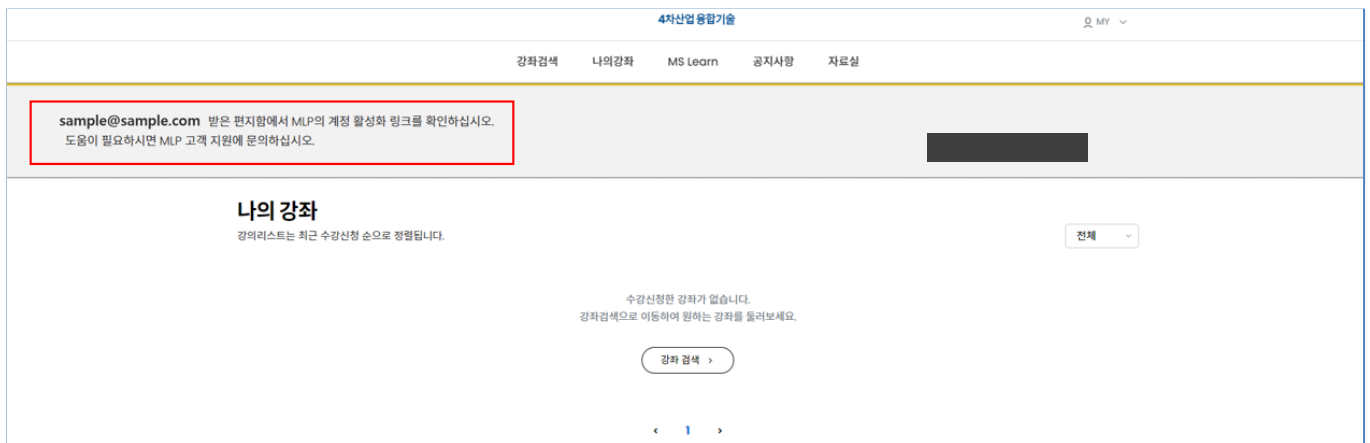 4차산업융합기술
MY
강좌검색 나의강좌 MS Learn 공지사항 자료실
sample@sample.com 받은 편지함에서 MLP의 계정 활성화 링크를 확인하십시오.
도움이 필요하시면 MLP 고객 지원에 문의하십시오.
나의 강좌
강의리스트는 최근 수강신청 순으로 정렬됩니다.
전체
수강신청한 강좌가 없습니다.
강좌검색으로 이동하여 원하는 강좌를 둘러보세요.
강좌 검색 ›
‹ 1 ›